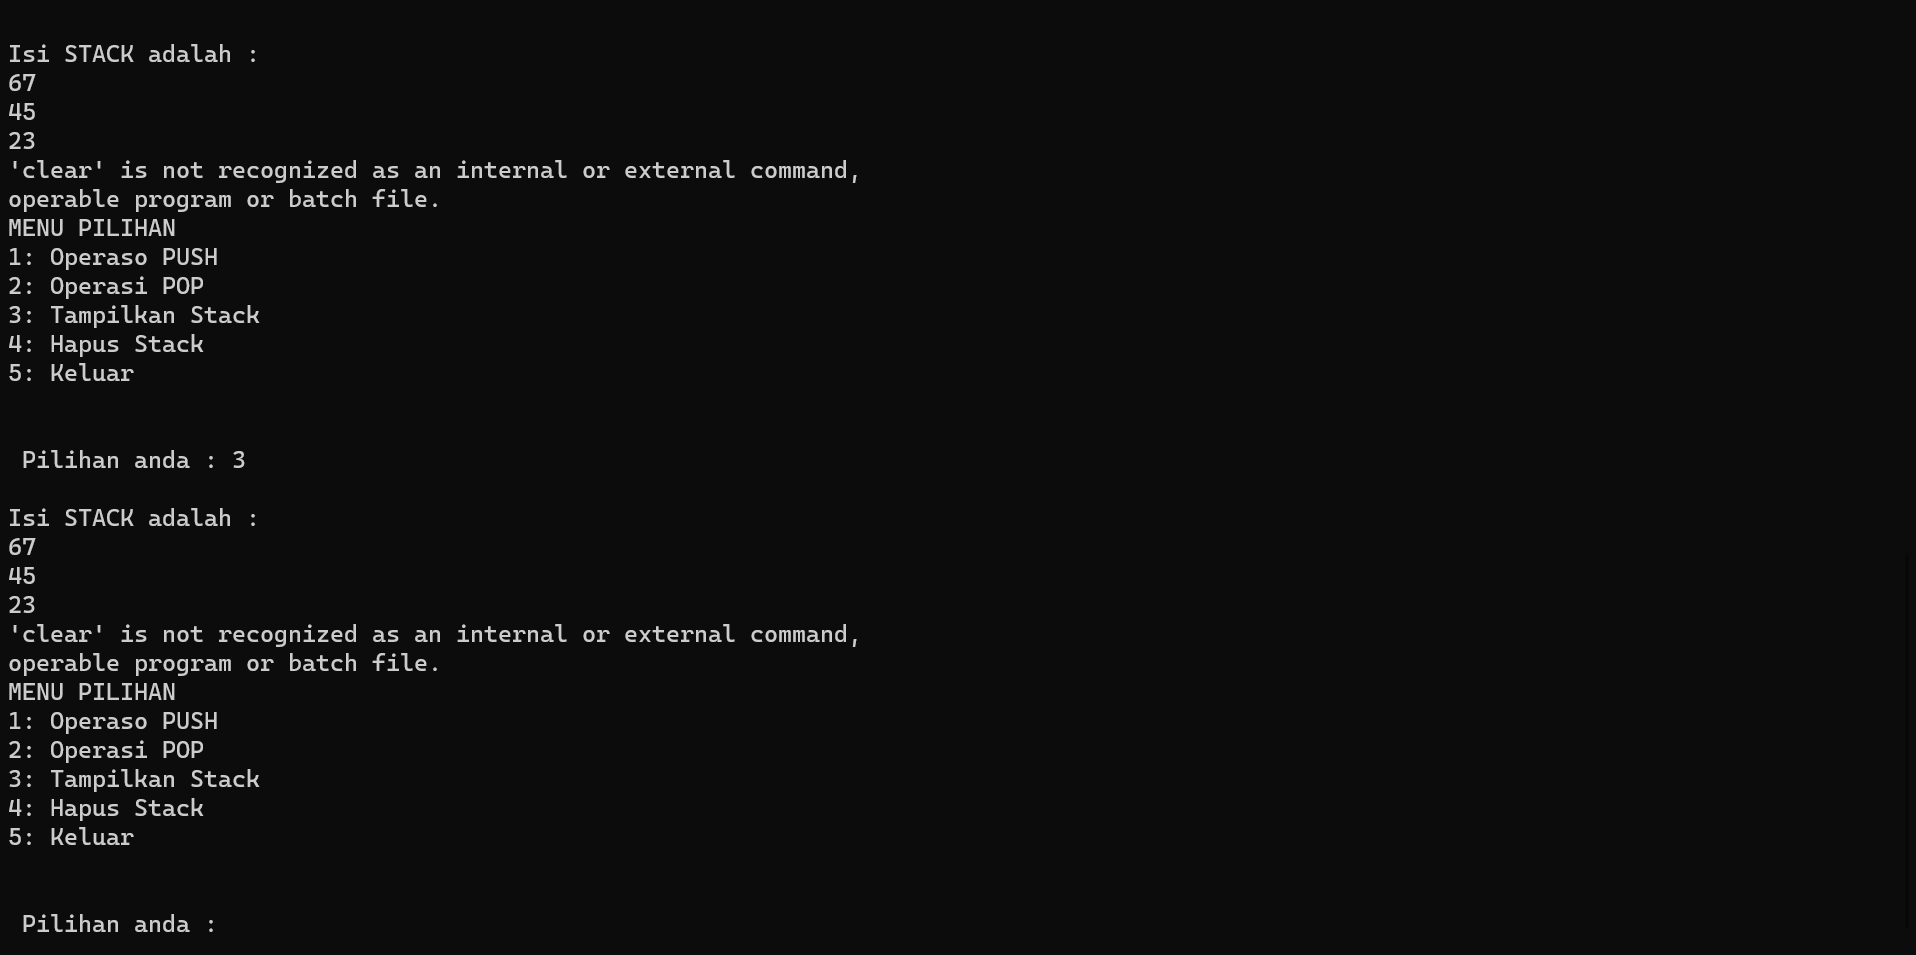 Isi STACK adalah :
67
45
23
'clear' is not recognized as an internal or external command,
operable program or batch file.
MENU PILIHAN
1: Operaso PUSH
2: Operasi POP
3: Tampilkan Stack
4: Hapus Stack
5: Keluar
Pilihan anda : 3
Isi STACK adalah :
67
45
23
'clear' is not recognized as an internal or external command,
operable program or batch file.
MENU PILIHAN
1: Operaso PUSH
2: Operasi POP
3: Tampilkan Stack
4: Hapus Stack
5: Keluar
Pilihan anda :